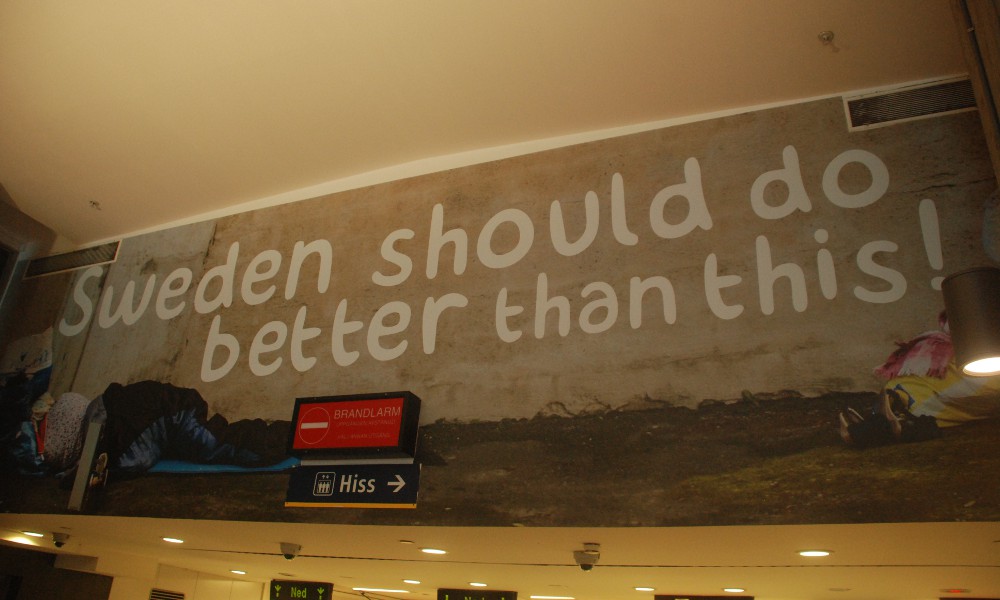 Sweden should do
better than this!
BRANDLARM
Hiss
Ned